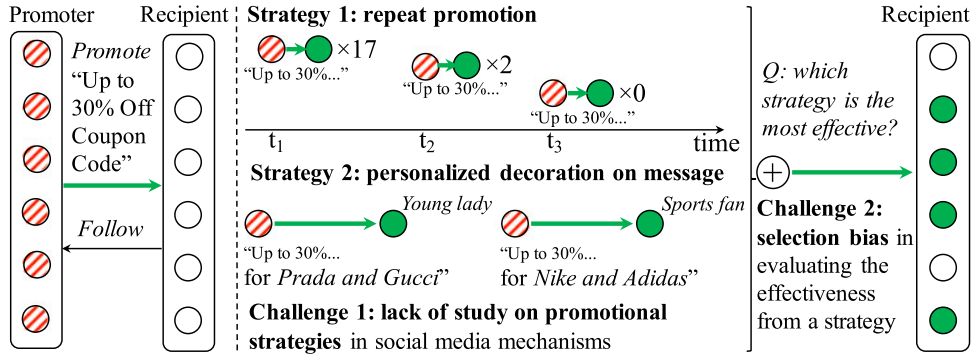 Promoter
Recipient
Promote
“Up to
30% Off
Coupon
Code”
Follow
Strategy 1: repeat promotion
×17
“Up to 30%...”
×2
“Up to 30%...”
×0
“Up to 30%...”
t1
t2
t3
time
Strategy 2: personalized decoration on message
Young lady
“Up to 30%...
for Prada and Gucci”
Sports fan
“Up to 30%...
for Nike and Adidas”
Challenge 1: lack of study on promotional
strategies in social media mechanisms
Recipient
Q: which
strategy is the
most effective?
+
Challenge 2:
selection bias in
evaluating the
effectiveness
from a strategy